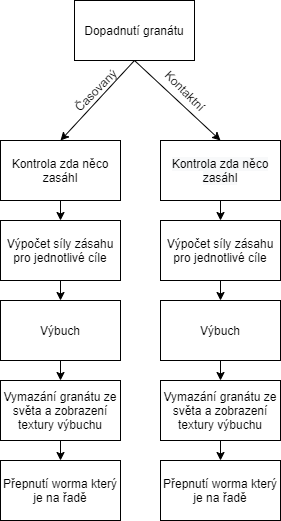 Dopadnutí granátu
Časovaný
Kontaktní
Kontrola zda něco
zasáhl
Výpočet síly zásahu
pro jednotlivé cíle
Výbuch
Vymazání granátu ze
světa a zobrazení
textury výbuchu
Přepnutí worma který
je na řadě
Kontrola zda něco
zasáhl
Výpočet síly zásahu
pro jednotlivé cíle
Výbuch
Vymazání granátu ze
světa a zobrazení
textury výbuchu
Přepnutí worma který
je na řadě